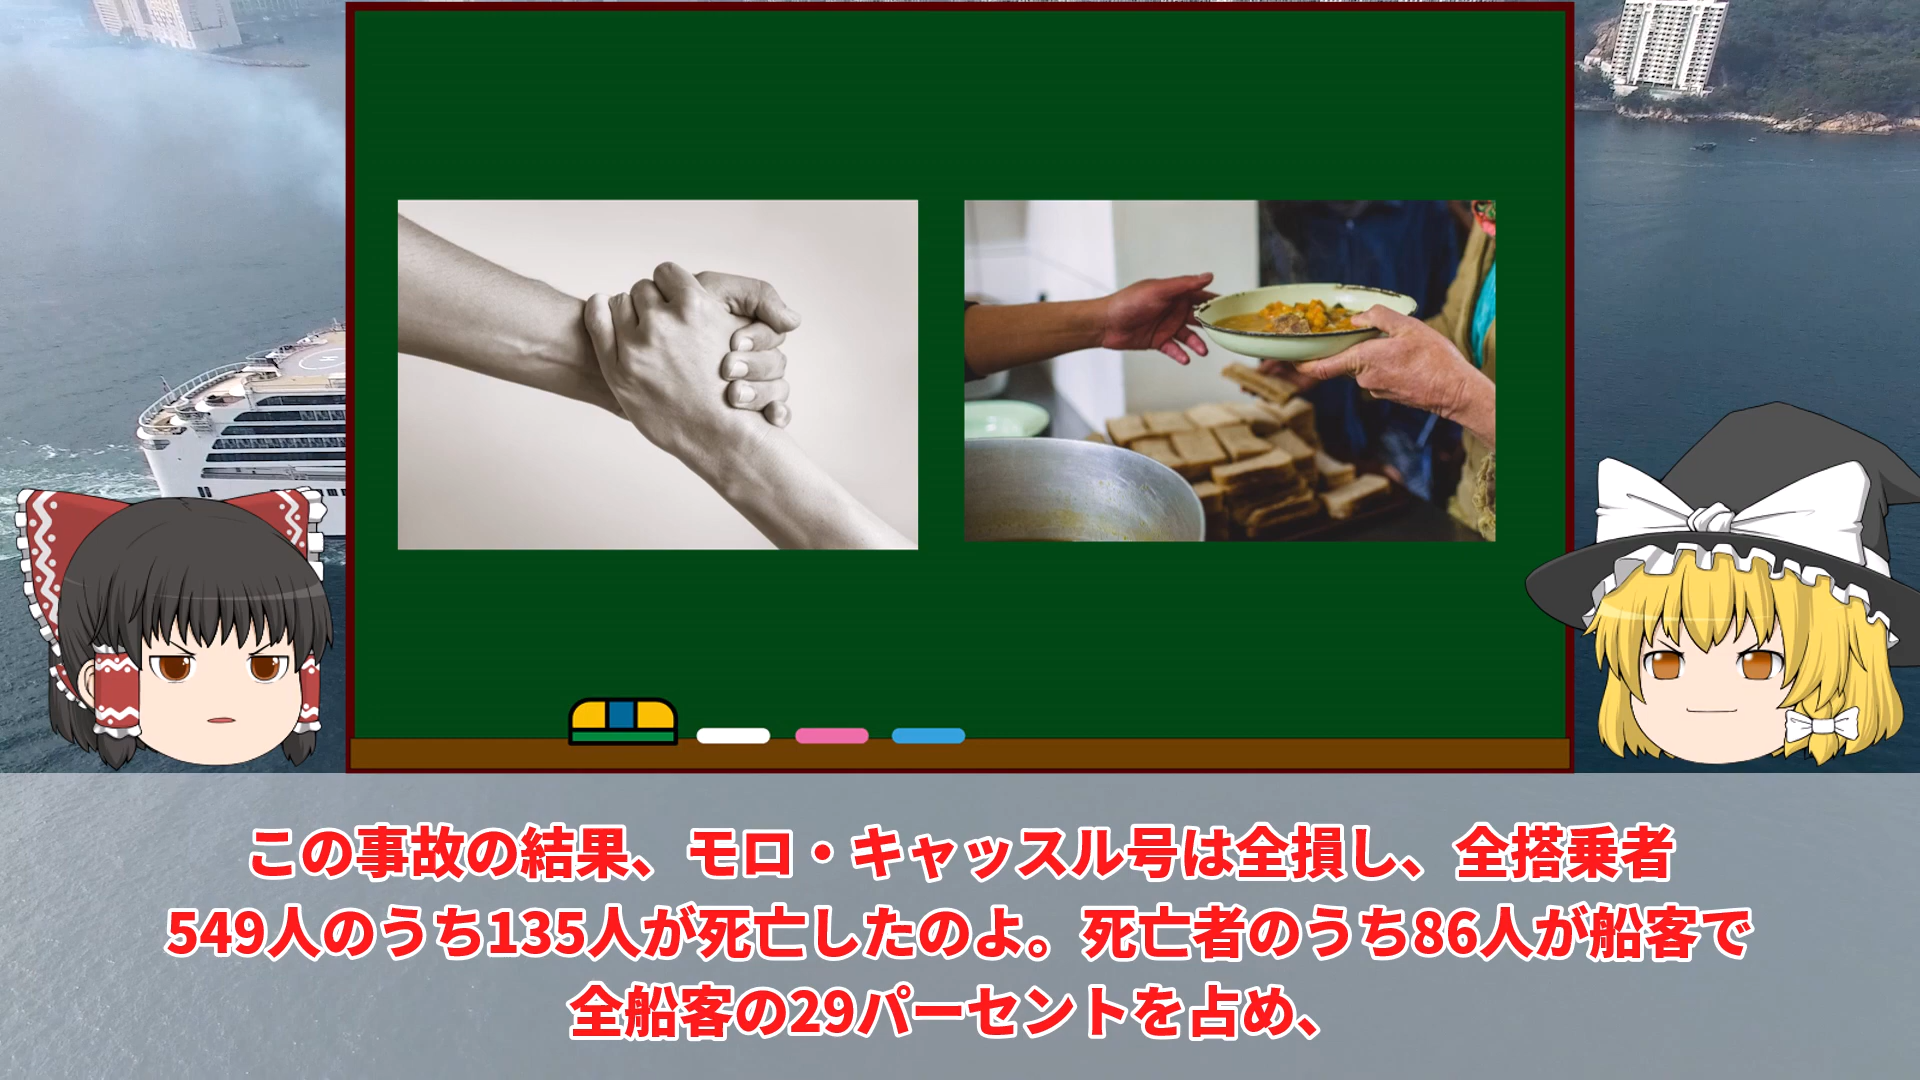 この事故の結果、モロ・キャッスル号は全損し、全搭乗者
549人のうち135人が死亡したのよ。死亡者のうち86人が船客で
全船客の29パーセントを占め、